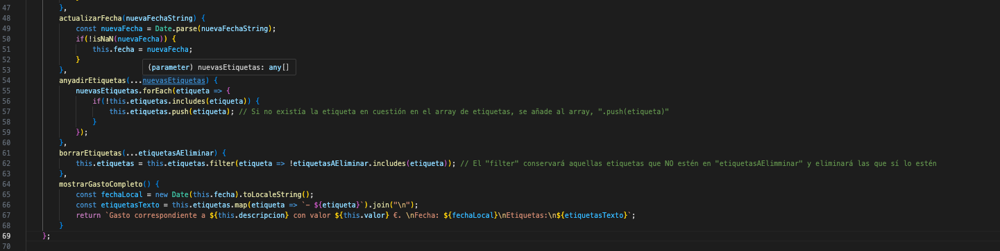 47 },
48 actualizarFecha(nuevaFechaString) {
49 const nuevaFecha = Date.parse(nuevaFechaString);
50 if(!isNaN(nuevaFecha)) {
51 this.fecha = nuevaFecha;
52 }
(parameter) nuevasEtiquetas: any[]
53 },
54 anyadirEtiquetas(...nuevasEtiquetas) {
55 nuevasEtiquetas.forEach(etiqueta => {
56 if(!this.etiquetas.includes(etiqueta)) {
57 this.etiquetas.push(etiqueta); // Si no existía la etiqueta en cuestión en el array de etiquetas, se añade al array, ".push(etiqueta)"
58 }
59 });
60 },
61 borrarEtiquetas(...etiquetasAEliminar) {
62 this.etiquetas = this.etiquetas.filter(etiqueta => !etiquetasAEliminar.includes(etiqueta)); // El "filter" conservará aquellas etiquetas que NO estén en "etiquetasAElimminar" y eliminará las que sí lo estén
63 },
64 mostrarGastoCompleto() {
65 const fechaLocal = new Date(this.fecha).toLocaleString();
66 const etiquetasTexto = this.etiquetas.map(etiqueta => `- ${etiqueta}`).join("\n");
67 return `Gasto correspondiente a ${this.descripcion} con valor ${this.valor} €. \nFecha: ${fechaLocal}\nEtiquetas:\n${etiquetasTexto}`;
68 }
69 };
70